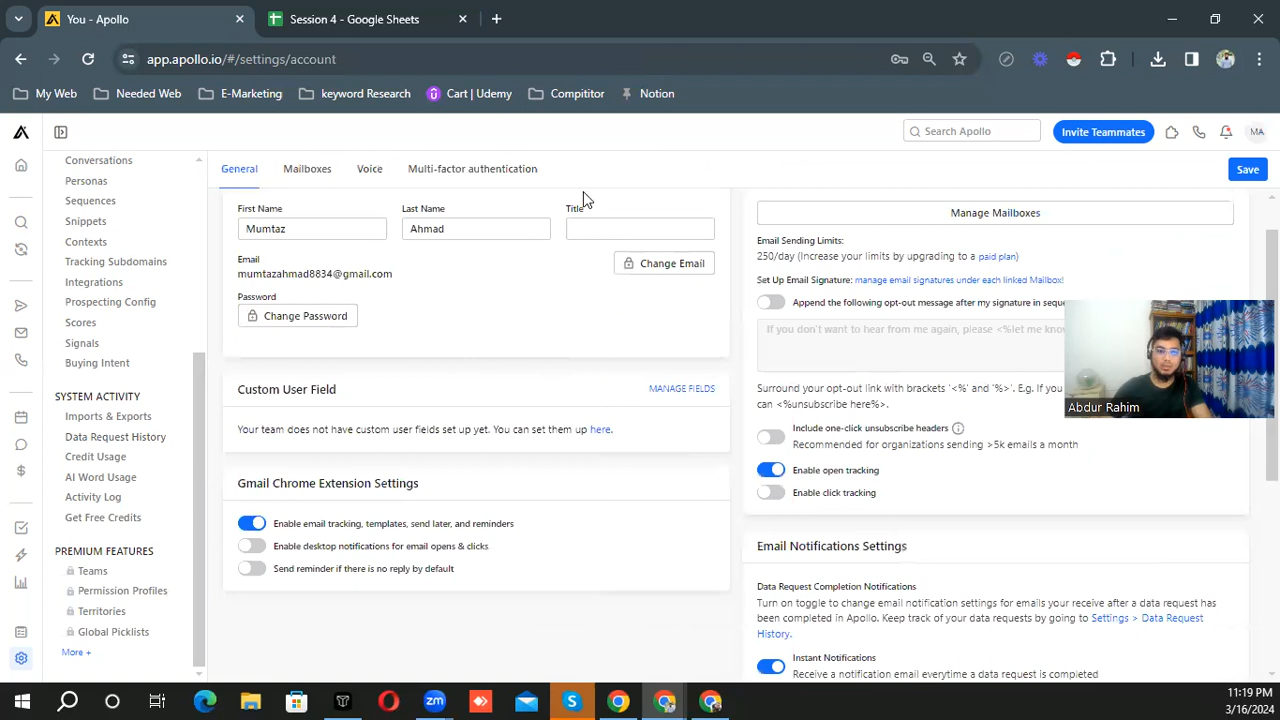 You - Apollo
Session 4 - Google Sheets
app.apollo.io/#/settings/account
My Web
Needed Web
E-Marketing
keyword Research
Cart | Udemy
Compititor
Notion
Search Apollo
Invite Teammates
MA
General
Mailboxes
Voice
Multi-factor authentication
Save
Conversations
Personas
Sequences
Snippets
Contexts
Tracking Subdomains
Integrations
Prospecting Config
Scores
Signals
Buying Intent
SYSTEM ACTIVITY
Imports & Exports
Data Request History
Credit Usage
AI Word Usage
Activity Log
Get Free Credits
PREMIUM FEATURES
Teams
Permission Profiles
Territories
Global Picklists
More +
First Name
Last Name
Title
Mumtaz
Ahmad
Email
mumtazahmad8834@gmail.com
Change Email
Password
Change Password
Custom User Field
MANAGE FIELDS
Your team does not have custom user fields set up yet. You can set them up here.
Gmail Chrome Extension Settings
Enable email tracking, templates, send later, and reminders
Enable desktop notifications for email opens & clicks
Send reminder if there is no reply by default
Manage Mailboxes
Email Sending Limits:
250/day (Increase your limits by upgrading to a paid plan)
Set Up Email Signature: manage email signatures under each linked Mailbox!
Append the following opt-out message after my signature in sequ
If you don't want to hear from me again, please <%let me know
Surround your opt-out link with brackets '<%' and '%>'. E.g. If you
can <%unsubscribe here%>.
Include one-click unsubscribe headers
Recommended for organizations sending >5k emails a month
Enable open tracking
Enable click tracking
Email Notifications Settings
Data Request Completion Notifications
Turn on toggle to change email notification settings for emails your receive after a data request has
been completed in Apollo. Keep track of your data requests by going to Settings > Data Request
History.
Instant Notifications
Receive a notification email everytime a data request is completed
Abdur Rahim
zm
11:19 PM
3/16/2024